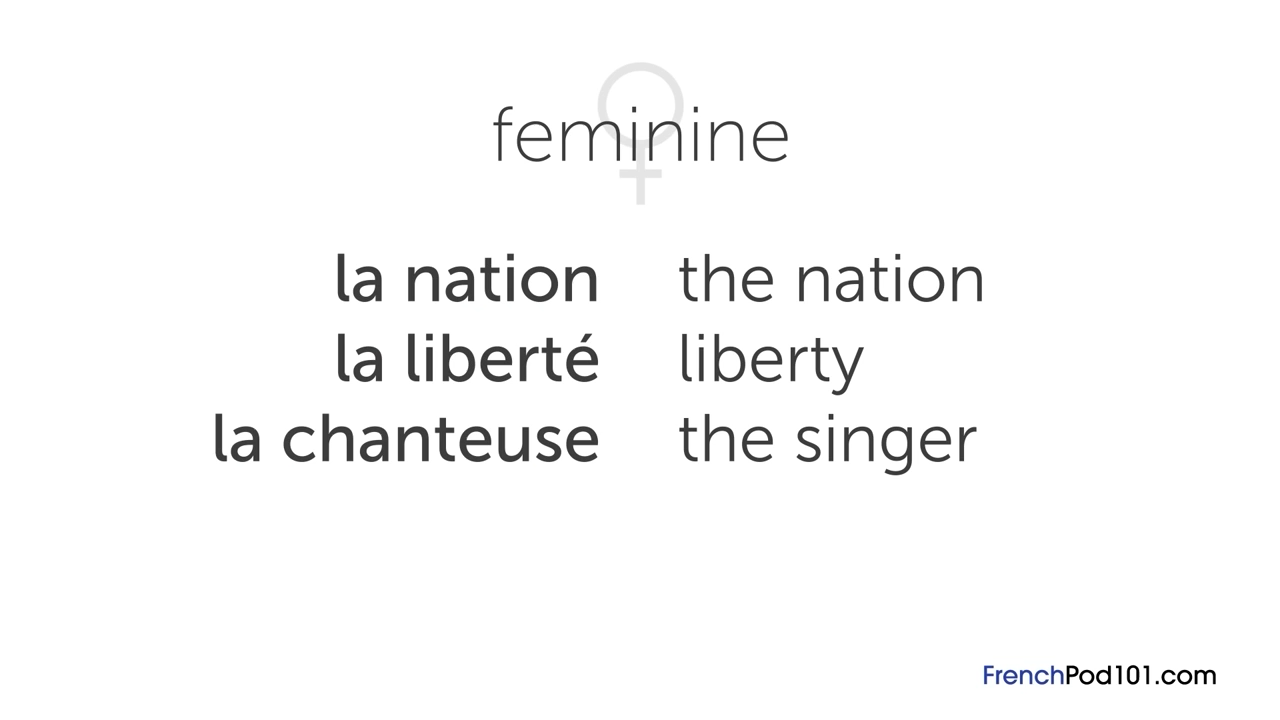 feminine
la nation the nation
la liberté liberty
la chanteuse the singer
FrenchPod101.com